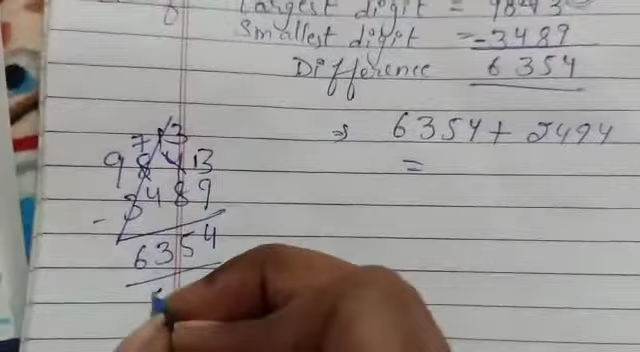 Largest digit = 9843
Smallest digit = -3489
Difference 6354
⇒ 6354 + 2494
=
7 13
9 8 4 13
- 3 4 8 9
6 3 5 4